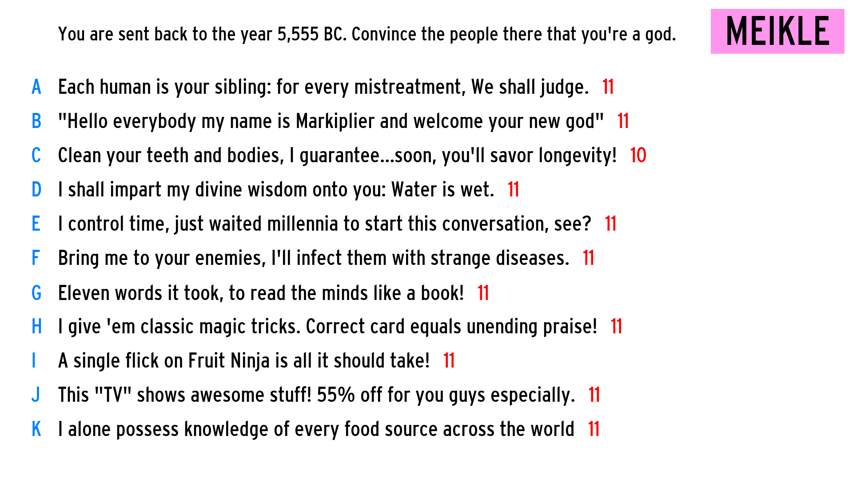 You are sent back to the year 5,555 BC. Convince the people there that you're a god. MEIKLE
A Each human is your sibling: for every mistreatment, We shall judge. 11
B "Hello everybody my name is Markiplier and welcome your new god" 11
C Clean your teeth and bodies, I guarantee...soon, you'll savor longevity! 10
D I shall impart my divine wisdom onto you: Water is wet. 11
E I control time, just waited millennia to start this conversation, see? 11
F Bring me to your enemies, I'll infect them with strange diseases. 11
G Eleven words it took, to read the minds like a book! 11
H I give 'em classic magic tricks. Correct card equals unending praise! 11
I A single flick on Fruit Ninja is all it should take! 11
J This "TV" shows awesome stuff! 55% off for you guys especially. 11
K I alone possess knowledge of every food source across the world 11